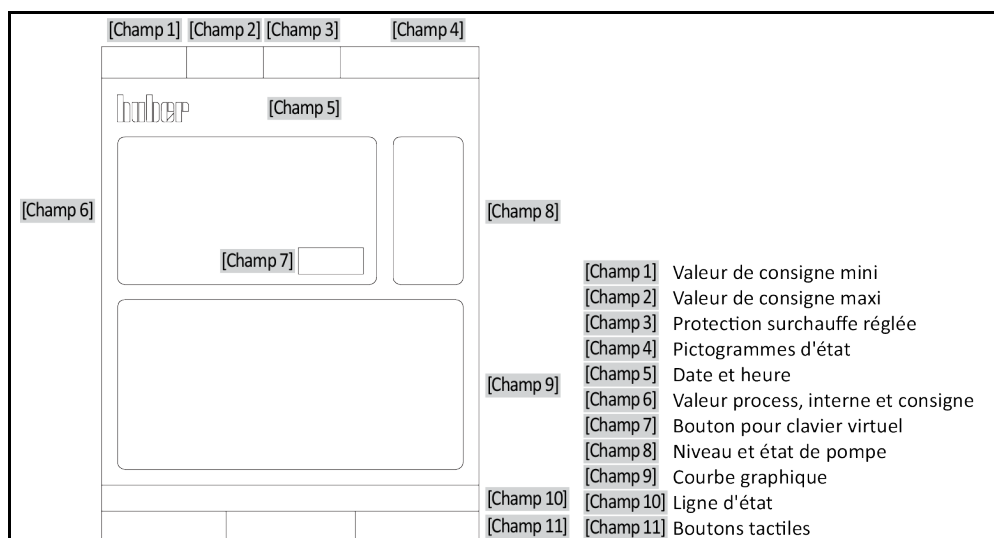 [Champ 1] [Champ 2] [Champ 3] [Champ 4]
huber
[Champ 5]
[Champ 6]
[Champ 8]
[Champ 7]
[Champ 9]
[Champ 10]
[Champ 11]
[Champ 1] Valeur de consigne mini
[Champ 2] Valeur de consigne maxi
[Champ 3] Protection surchauffe réglée
[Champ 4] Pictogrammes d'état
[Champ 5] Date et heure
[Champ 6] Valeur process, interne et consigne
[Champ 7] Bouton pour clavier virtuel
[Champ 8] Niveau et état de pompe
[Champ 9] Courbe graphique
[Champ 10] Ligne d'état
[Champ 11] Boutons tactiles